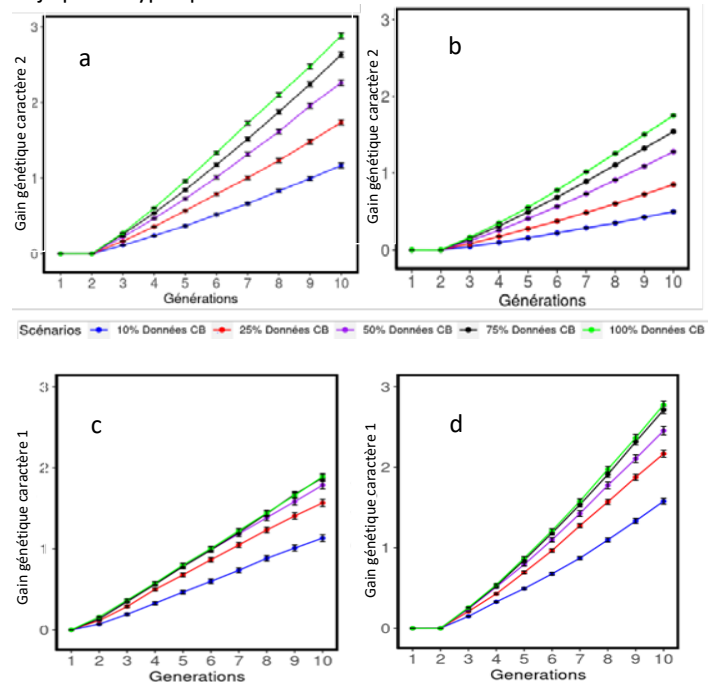 a
b
Gain génétique caractère 2
3
2
1
0
1 2 3 4 5 6 7 8 9 10
Générations
Gain génétique caractère 2
3
2
1
0
1 2 3 4 5 6 7 8 9 10
Générations
Scénarios 10% Données CB 25% Données CB 50% Données CB 75% Données CB 100% Données CB
c
d
Gain génétique caractère 1
3
2
1
0
1 2 3 4 5 6 7 8 9 10
Generations
Gain génétique caractère 1
3
2
1
0
1 2 3 4 5 6 7 8 9 10
Generations